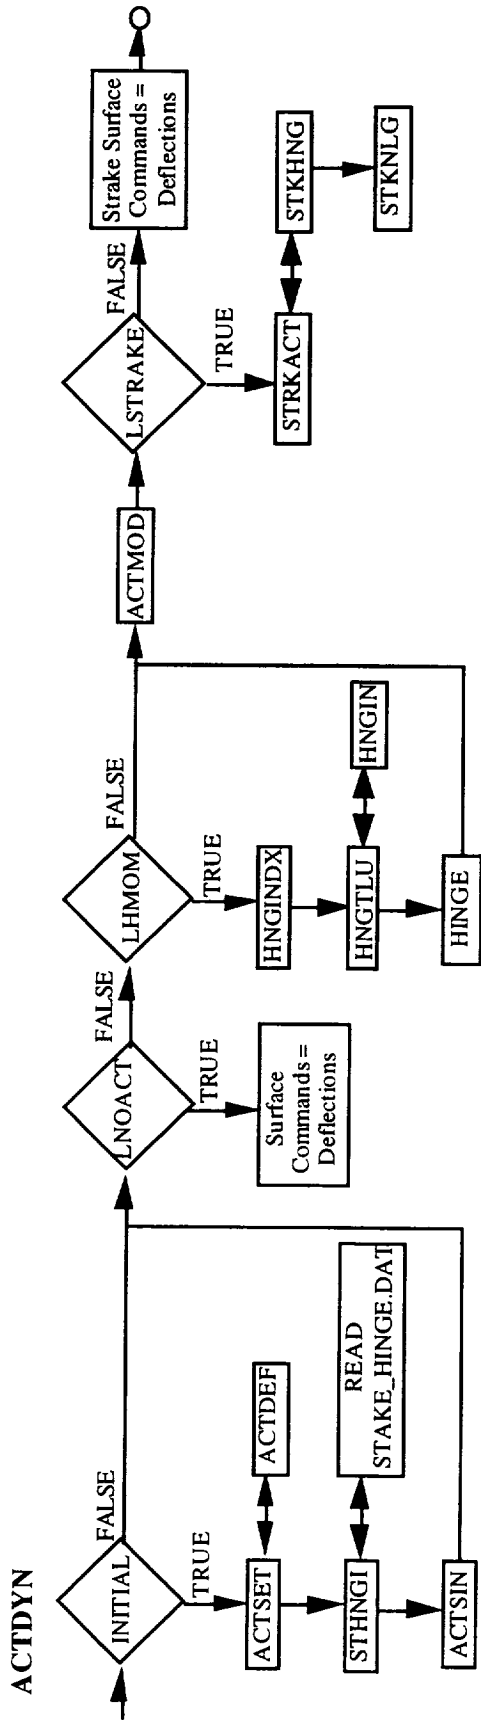 ACTDYN
INITIAL
FALSE
TRUE
ACTSET
ACTDEF
STHNGI
READ
STAKE_HINGE.DAT
ACTSIN
LNOACT
FALSE
TRUE
Surface
Commands =
Deflections
LHMOM
FALSE
TRUE
HNGINDX
HNGTLU
HNGIN
HINGE
ACTMOD
LSTRAKE
FALSE
TRUE
Strake Surface
Commands =
Deflections
STRKACT
STKHNG
STKNLG